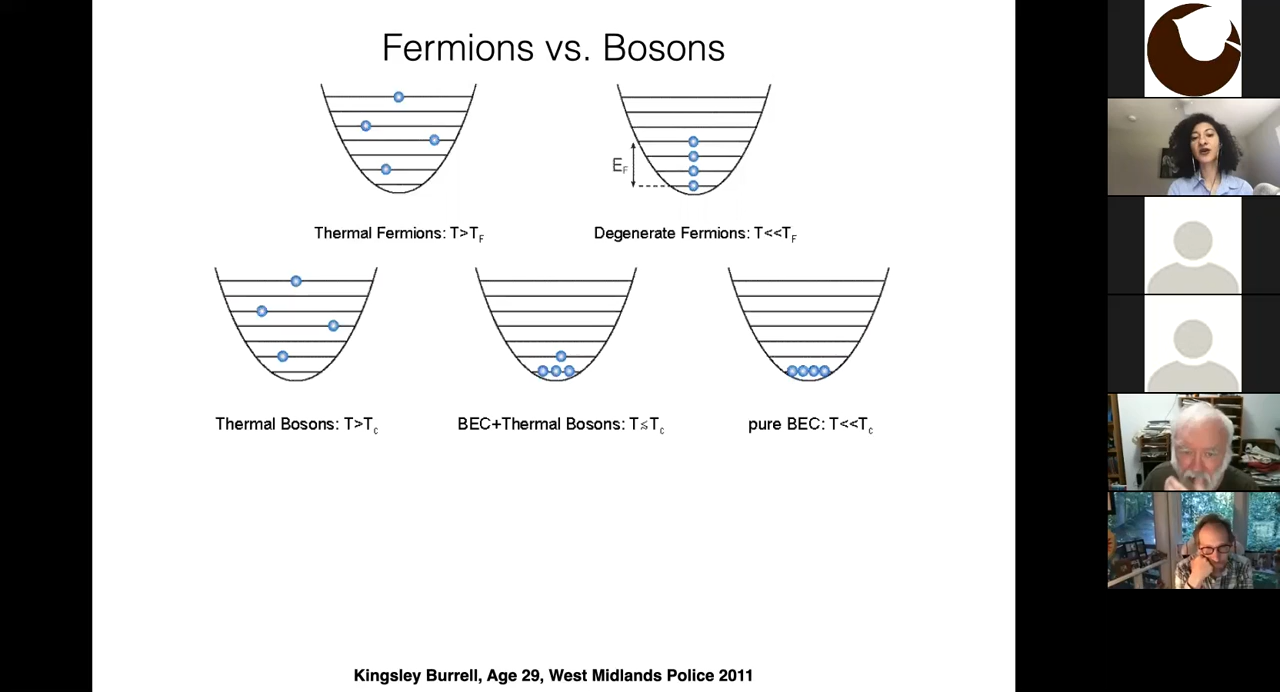 Fermions vs. Bosons
E_F
Thermal Fermions: T>T_F
Degenerate Fermions: T<<T_F
Thermal Bosons: T>T_c
BEC+Thermal Bosons: T≲T_c
pure BEC: T<<T_c
Kingsley Burrell, Age 29, West Midlands Police 2011